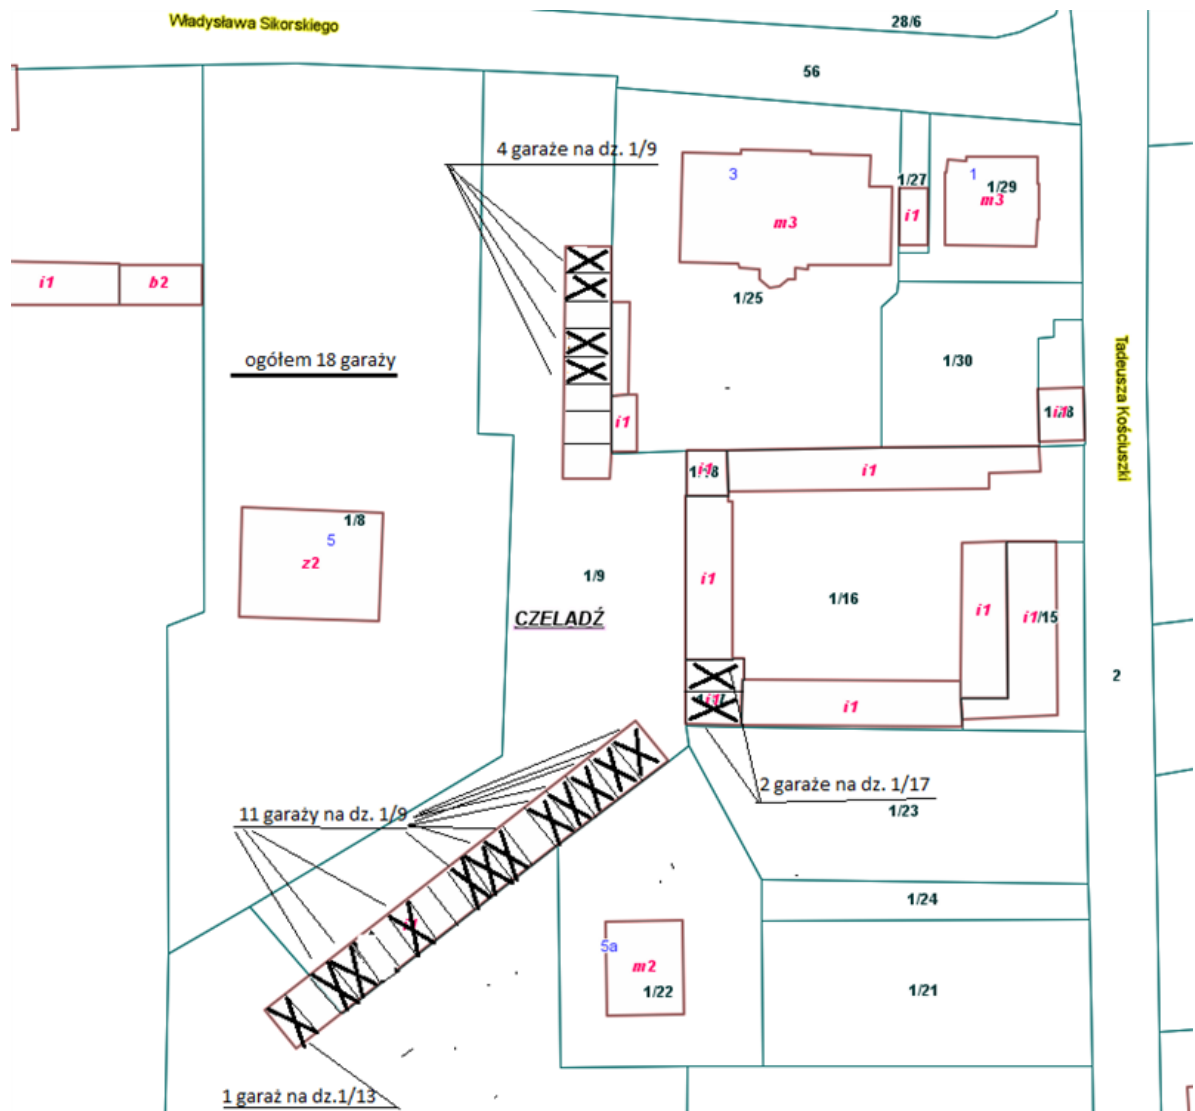 Władysława Sikorskiego
28/6
56
4 garaże na dz. 1/9
3
m3
1/27
i1
1
1/29
m3
i1
b2
1/25
ogółem 18 garaży
1/30
Tadeusza Kościuszki
i1
i1
i1
1/8
5
z2
1/9
CZELADŹ
i1
1/16
i1
i1/15
2
i1
i1
2 garaże na dz. 1/17
1/23
11 garaży na dz. 1/9
1/24
5a
m2
1/22
1/21
1 garaż na dz.1/13